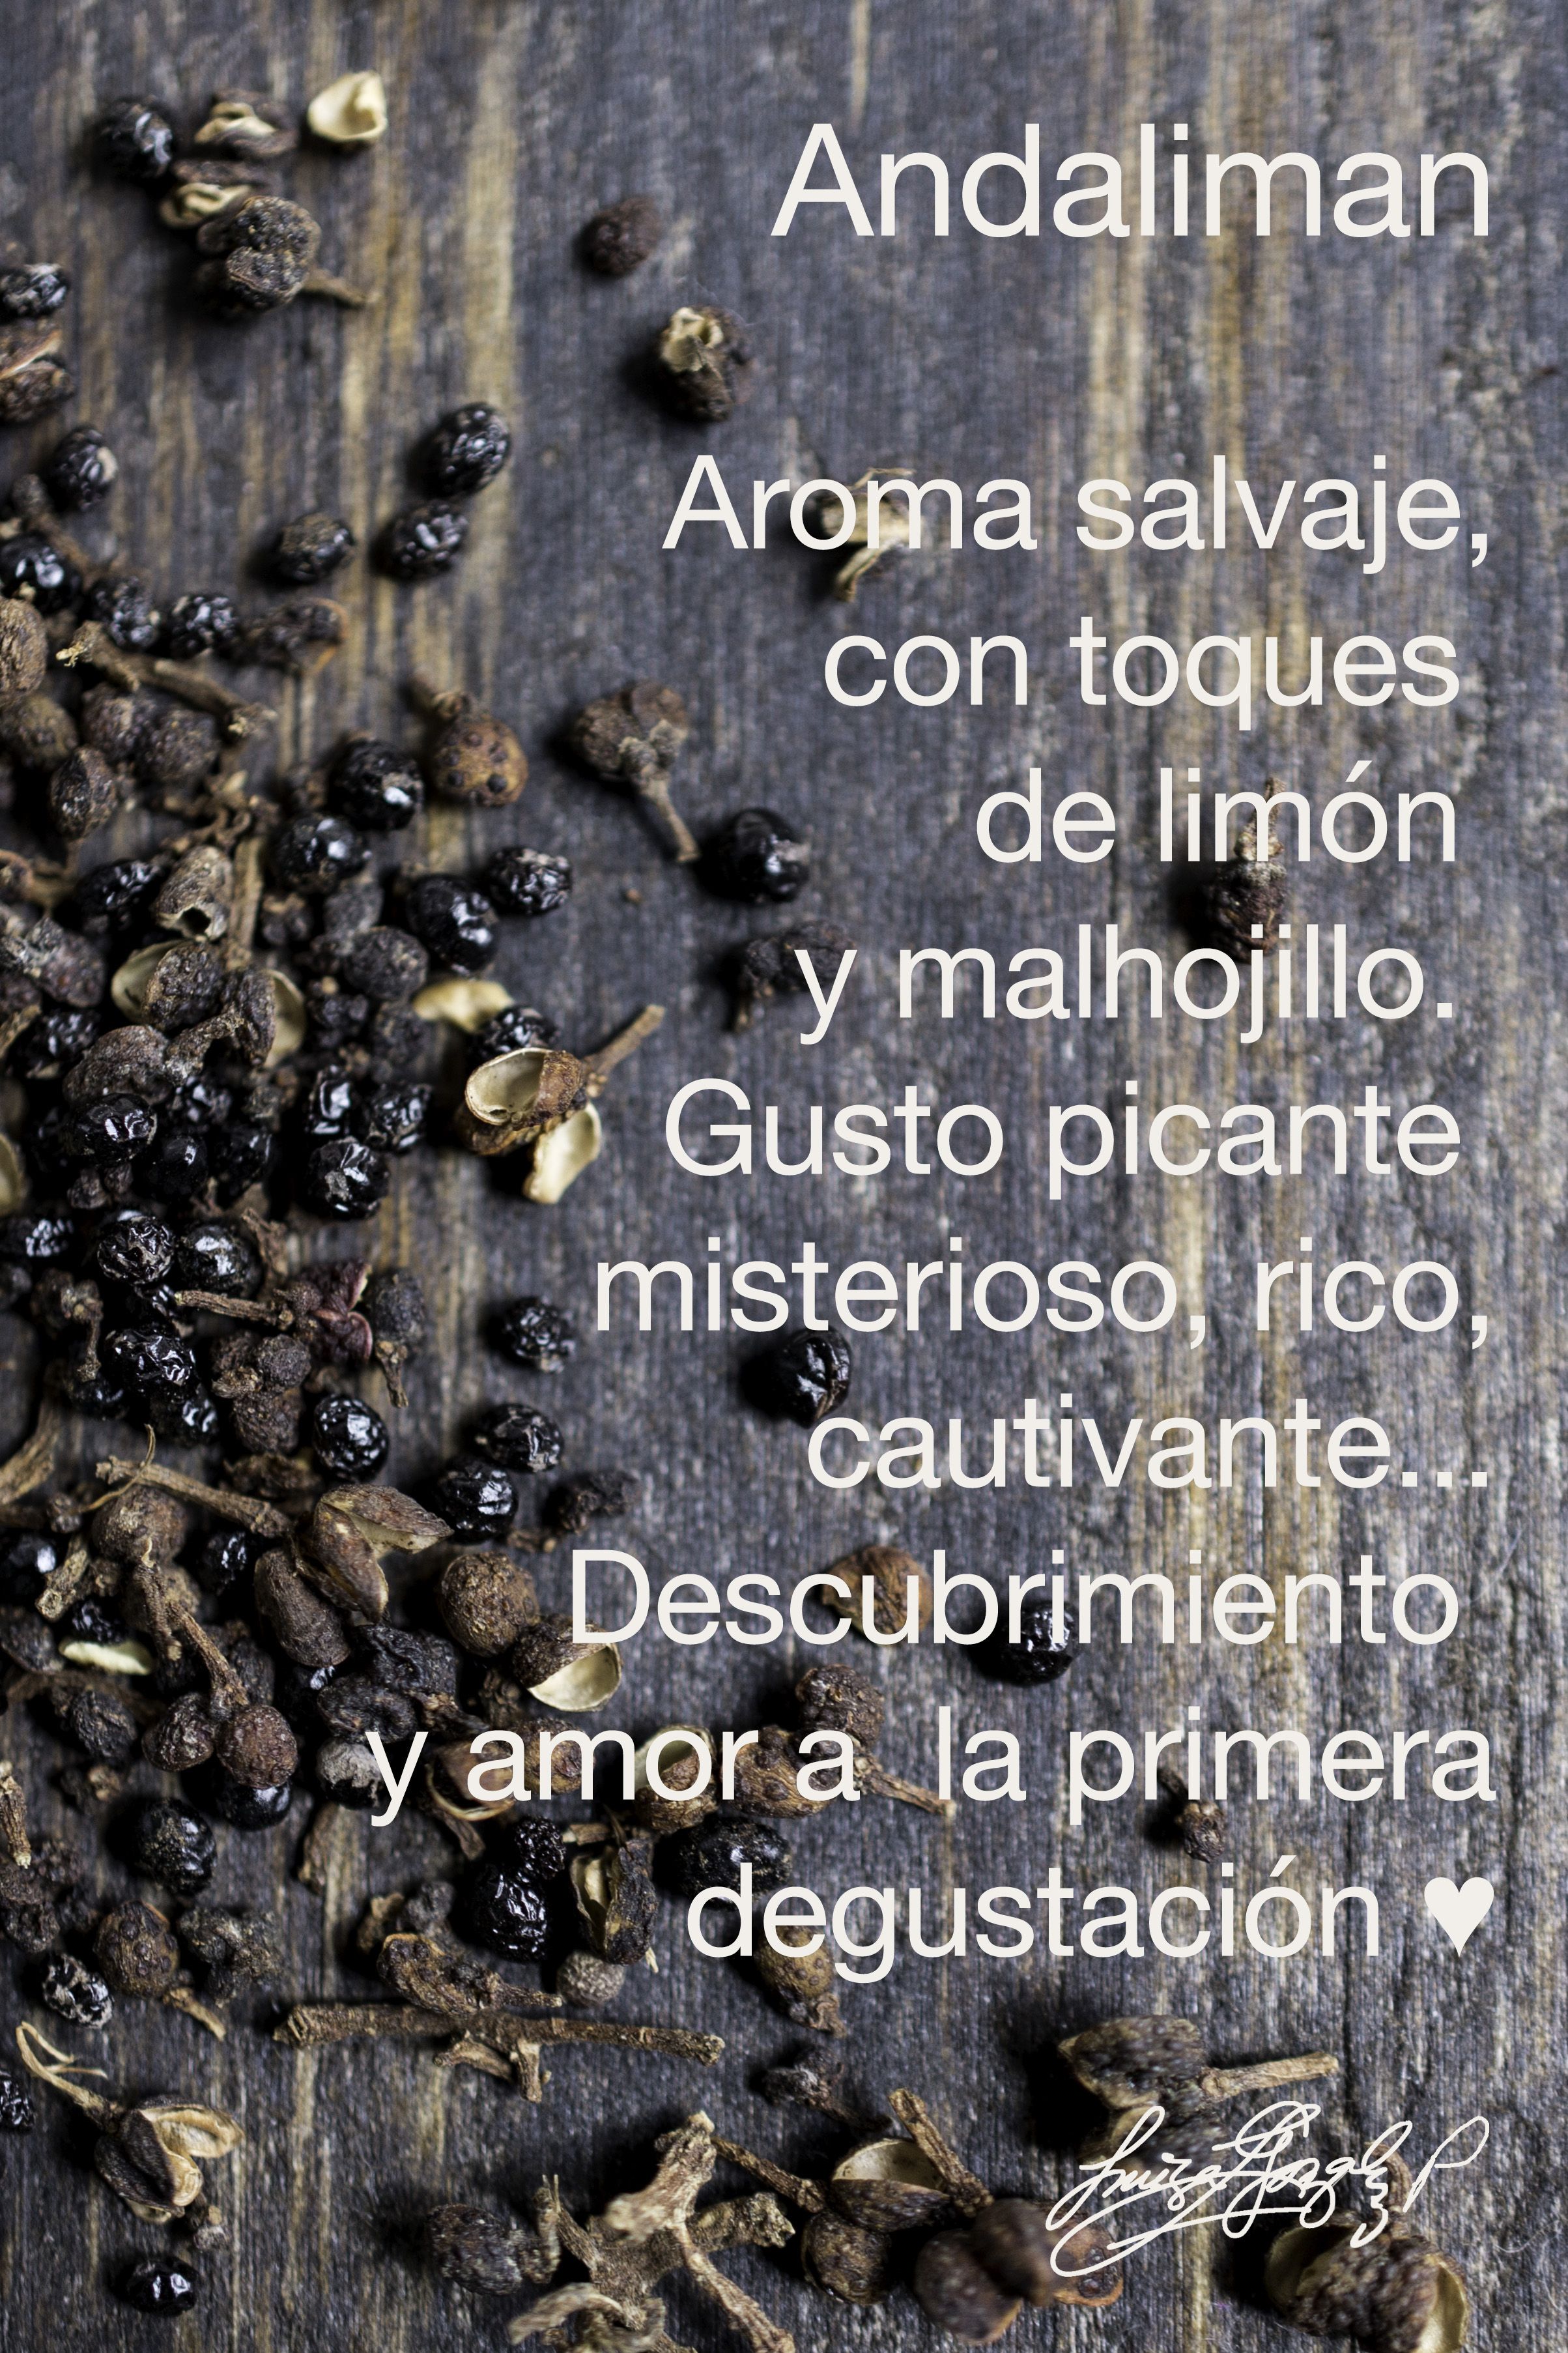 Andaliman
Aroma salvaje,
con toques
de limón
y malhojillo.
Gusto picante
misterioso, rico,
cautivante...
Descubrimiento
y amor a  la primera
degustación ♥